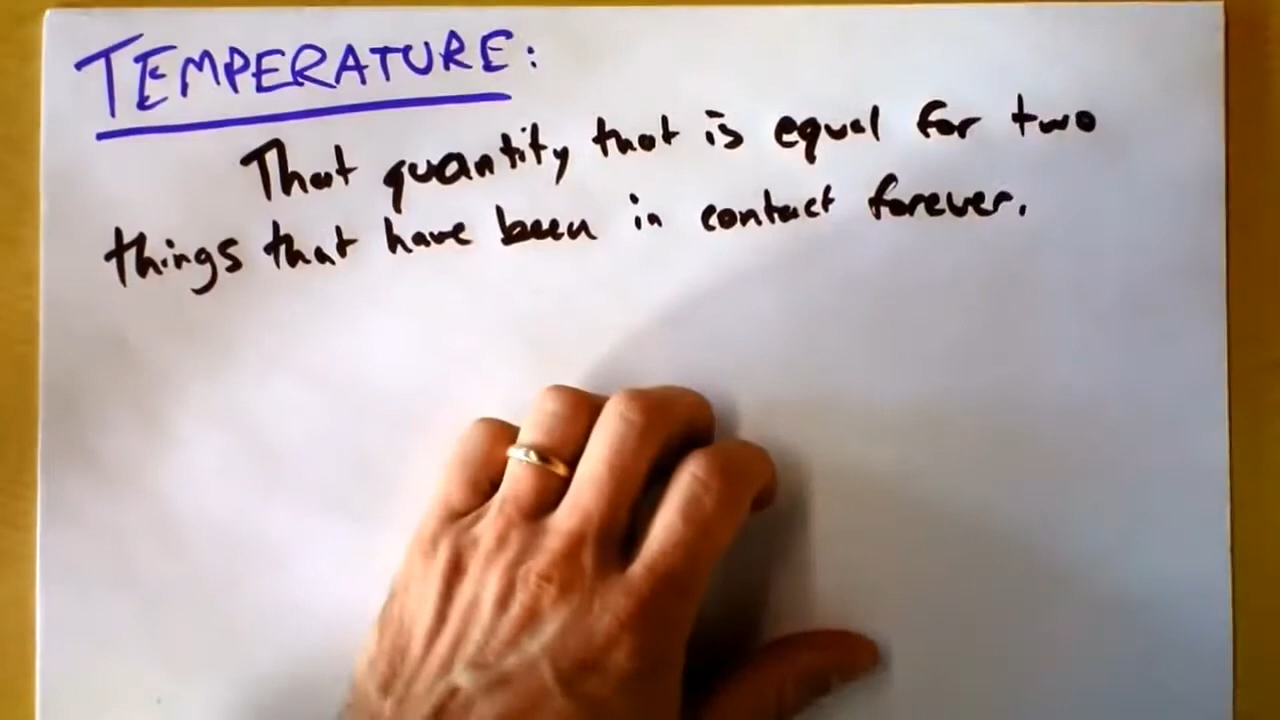 TEMPERATURE:
That quantity that is equal for two
things that have been in contact forever.